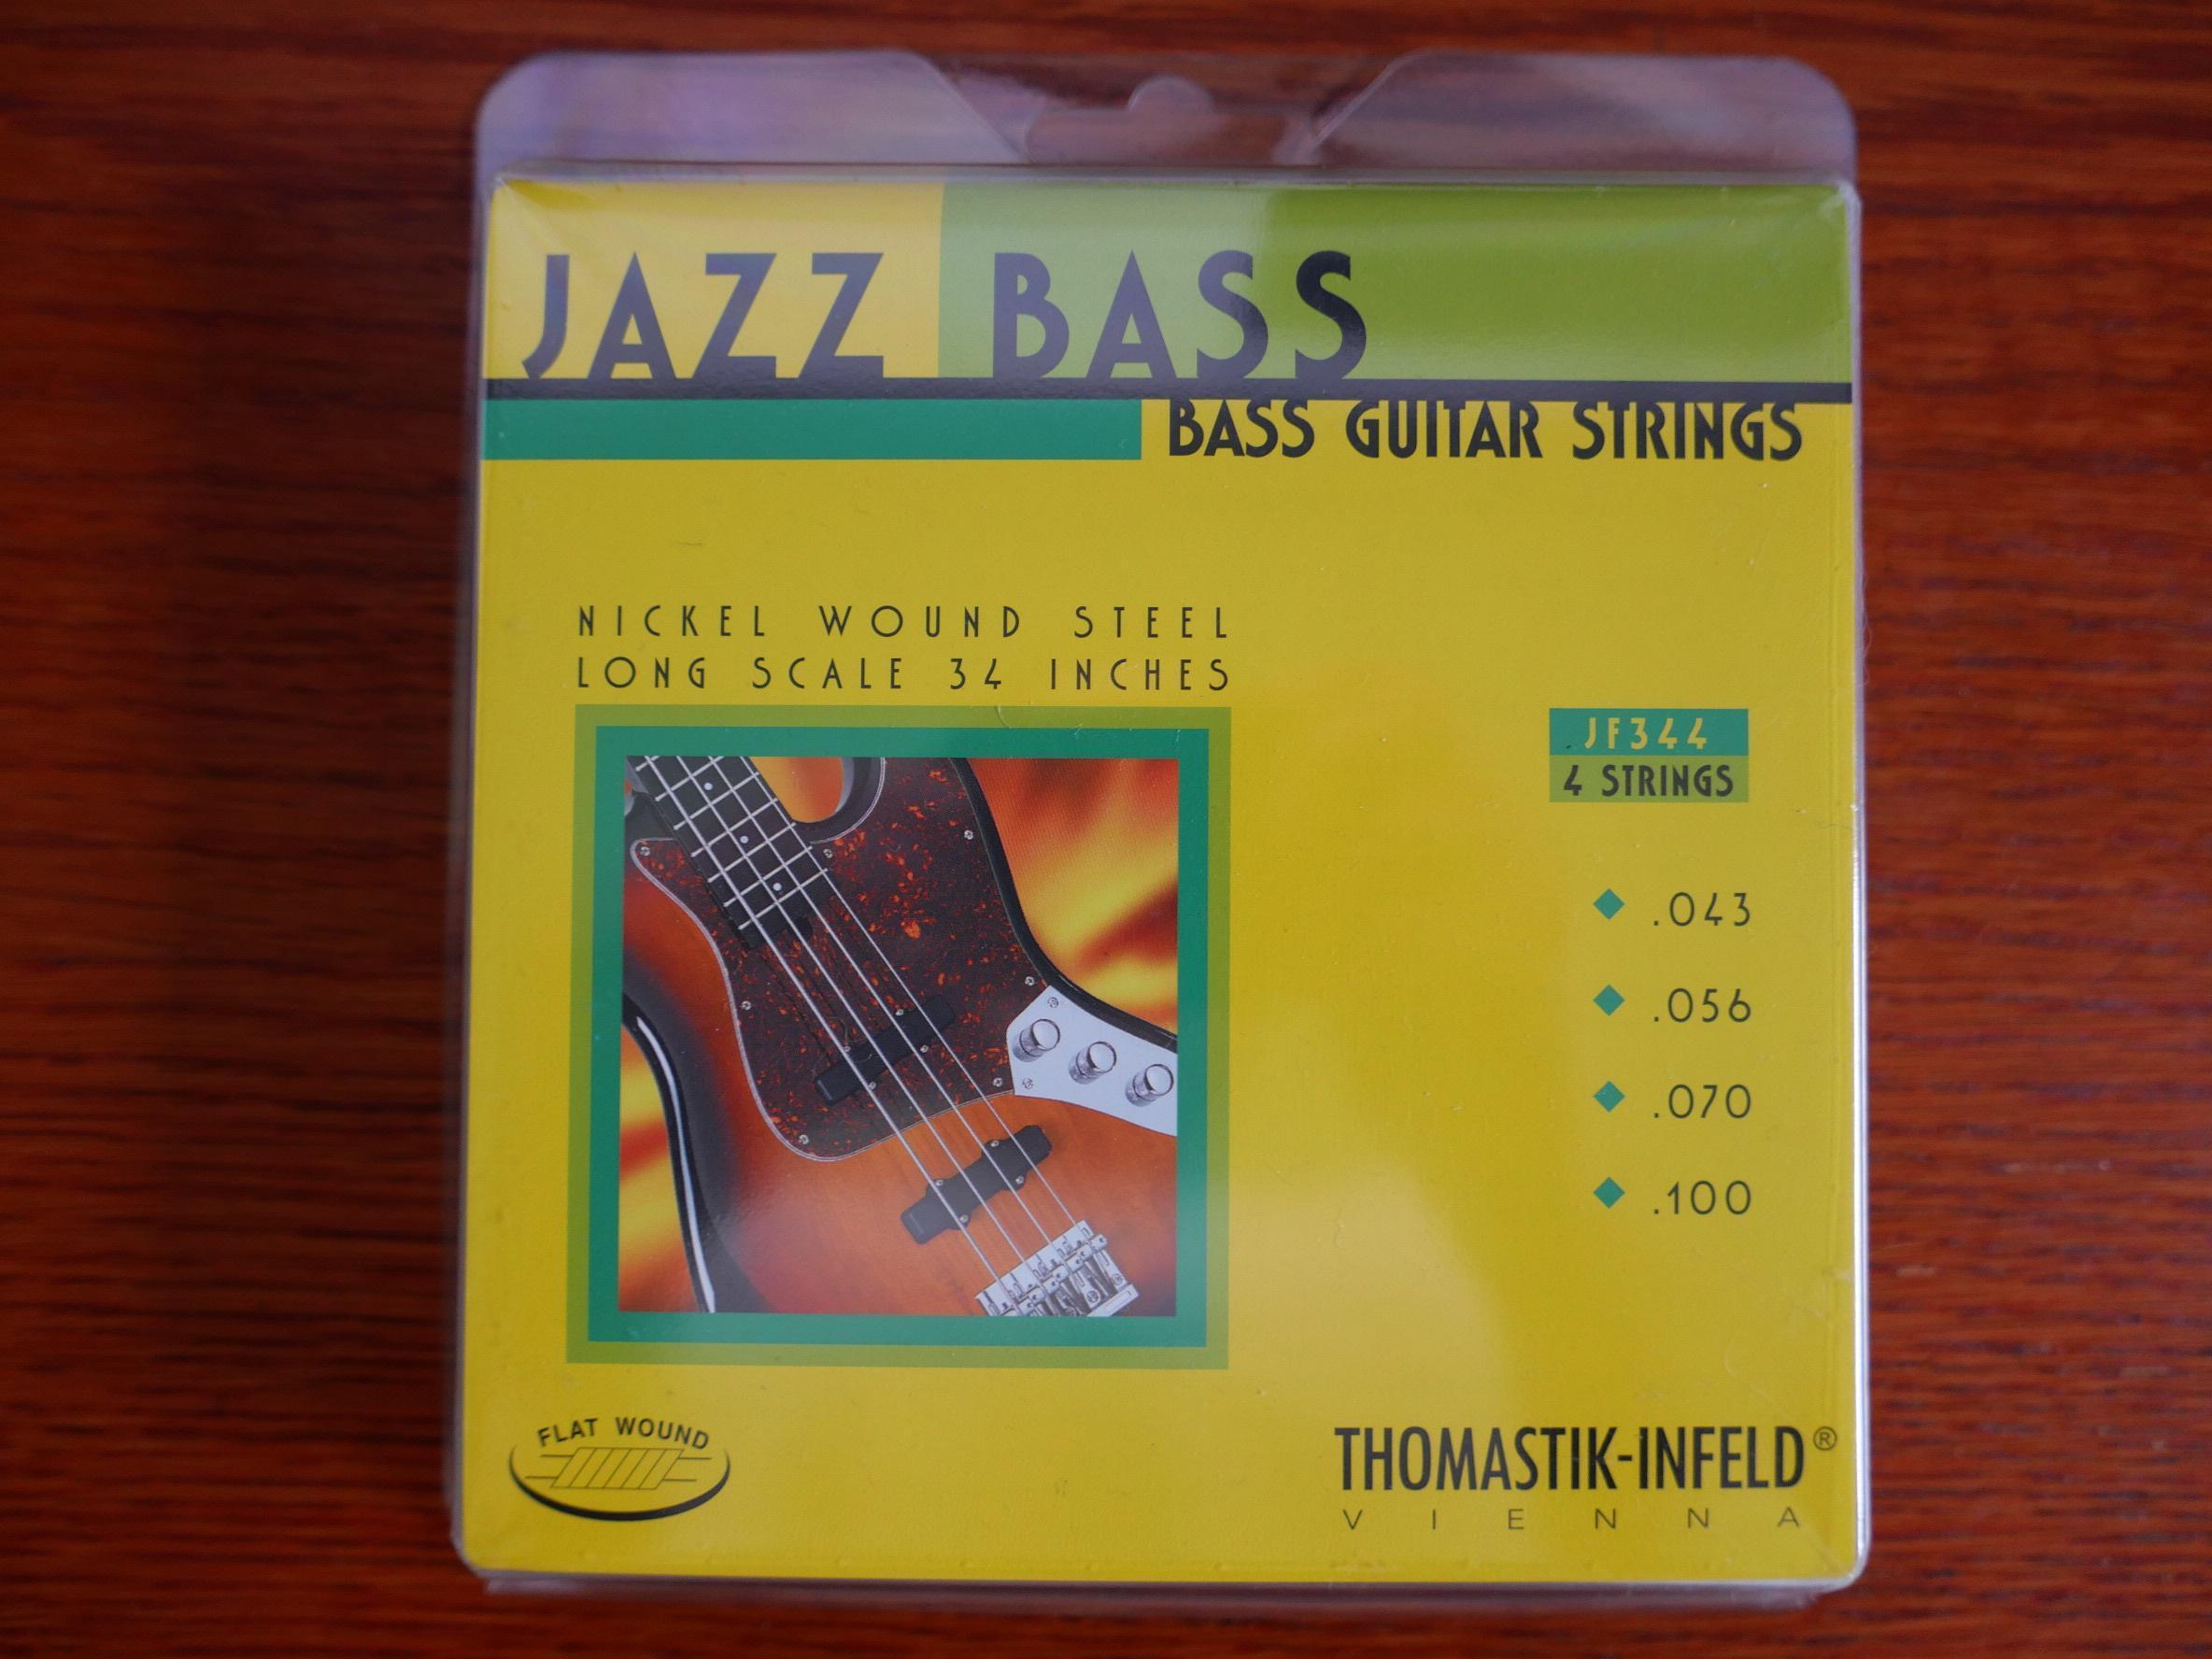 JAZZ BASS
BASS GUITAR STRINGS
NICKEL WOUND STEEL
LONG SCALE 34 INCHES
JF344
4 STRINGS
.043
.056
.070
.100
FLAT WOUND
THOMASTIK-INFELD®
VIENNA